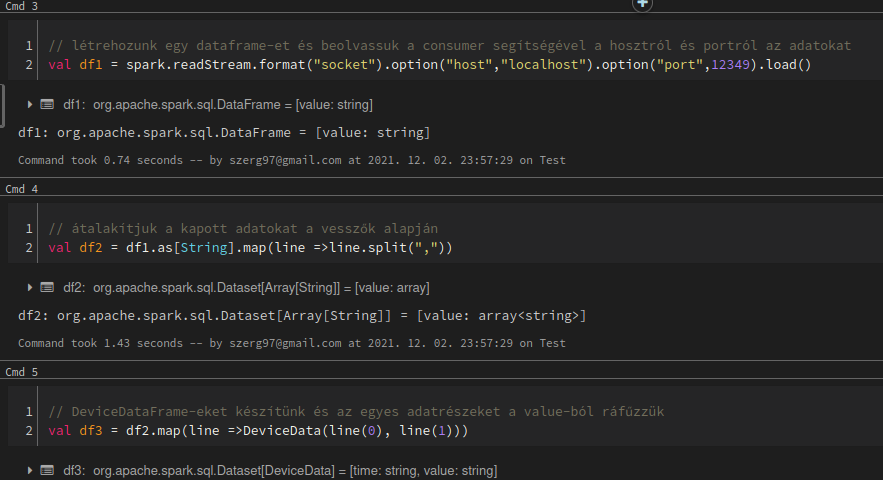 Cmd 3
1 // létrehozunk egy dataframe-et és beolvassuk a consumer segítségével a hosztról és portról az adatokat
2 val df1 = spark.readStream.format("socket").option("host","localhost").option("port",12349).load()
df1: org.apache.spark.sql.DataFrame = [value: string]
df1: org.apache.spark.sql.DataFrame = [value: string]
Command took 0.74 seconds -- by szerg97@gmail.com at 2021. 12. 02. 23:57:29 on Test
Cmd 4
1 // átalakítjuk a kapott adatokat a vesszők alapján
2 val df2 = df1.as[String].map(line =>line.split(","))
df2: org.apache.spark.sql.Dataset[Array[String]] = [value: array]
df2: org.apache.spark.sql.Dataset[Array[String]] = [value: array<string>]
Command took 1.43 seconds -- by szerg97@gmail.com at 2021. 12. 02. 23:57:29 on Test
Cmd 5
1 // DeviceDataFrame-eket készítünk és az egyes adatrészeket a value-ból ráfűzzük
2 val df3 = df2.map(line =>DeviceData(line(0), line(1)))
df3: org.apache.spark.sql.Dataset[DeviceData] = [time: string, value: string]